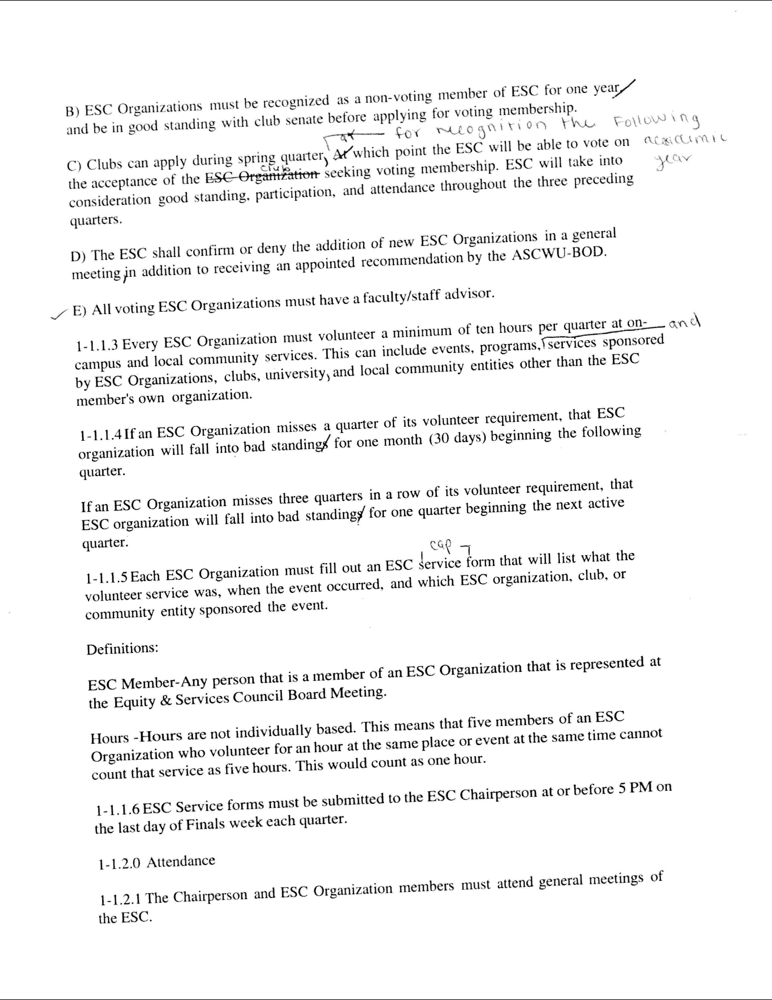 B) ESC Organizations must be recognized as a non-voting member of ESC for one year,
and be in good standing with club senate before applying for voting membership.
at for recognition the Following
C) Clubs can apply during spring quarter, At which point the ESC will be able to vote on academic
club year
the acceptance of the ESC Organization seeking voting membership. ESC will take into
consideration good standing, participation, and attendance throughout the three preceding
quarters.
D) The ESC shall confirm or deny the addition of new ESC Organizations in a general
meeting, in addition to receiving an appointed recommendation by the ASCWU-BOD.
E) All voting ESC Organizations must have a faculty/staff advisor.
1-1.1.3 Every ESC Organization must volunteer a minimum of ten hours per quarter at on- and
campus and local community services. This can include events, programs, services sponsored
by ESC Organizations, clubs, university, and local community entities other than the ESC
member's own organization.
1-1.1.4 If an ESC Organization misses a quarter of its volunteer requirement, that ESC
organization will fall into bad standings for one month (30 days) beginning the following
quarter.
If an ESC Organization misses three quarters in a row of its volunteer requirement, that
ESC organization will fall into bad standings for one quarter beginning the next active
quarter.
cap
1-1.1.5 Each ESC Organization must fill out an ESC service form that will list what the
volunteer service was, when the event occurred, and which ESC organization, club, or
community entity sponsored the event.
Definitions:
ESC Member-Any person that is a member of an ESC Organization that is represented at
the Equity & Services Council Board Meeting.
Hours -Hours are not individually based. This means that five members of an ESC
Organization who volunteer for an hour at the same place or event at the same time cannot
count that service as five hours. This would count as one hour.
1-1.1.6 ESC Service forms must be submitted to the ESC Chairperson at or before 5 PM on
the last day of Finals week each quarter.
1-1.2.0 Attendance
1-1.2.1 The Chairperson and ESC Organization members must attend general meetings of
the ESC.